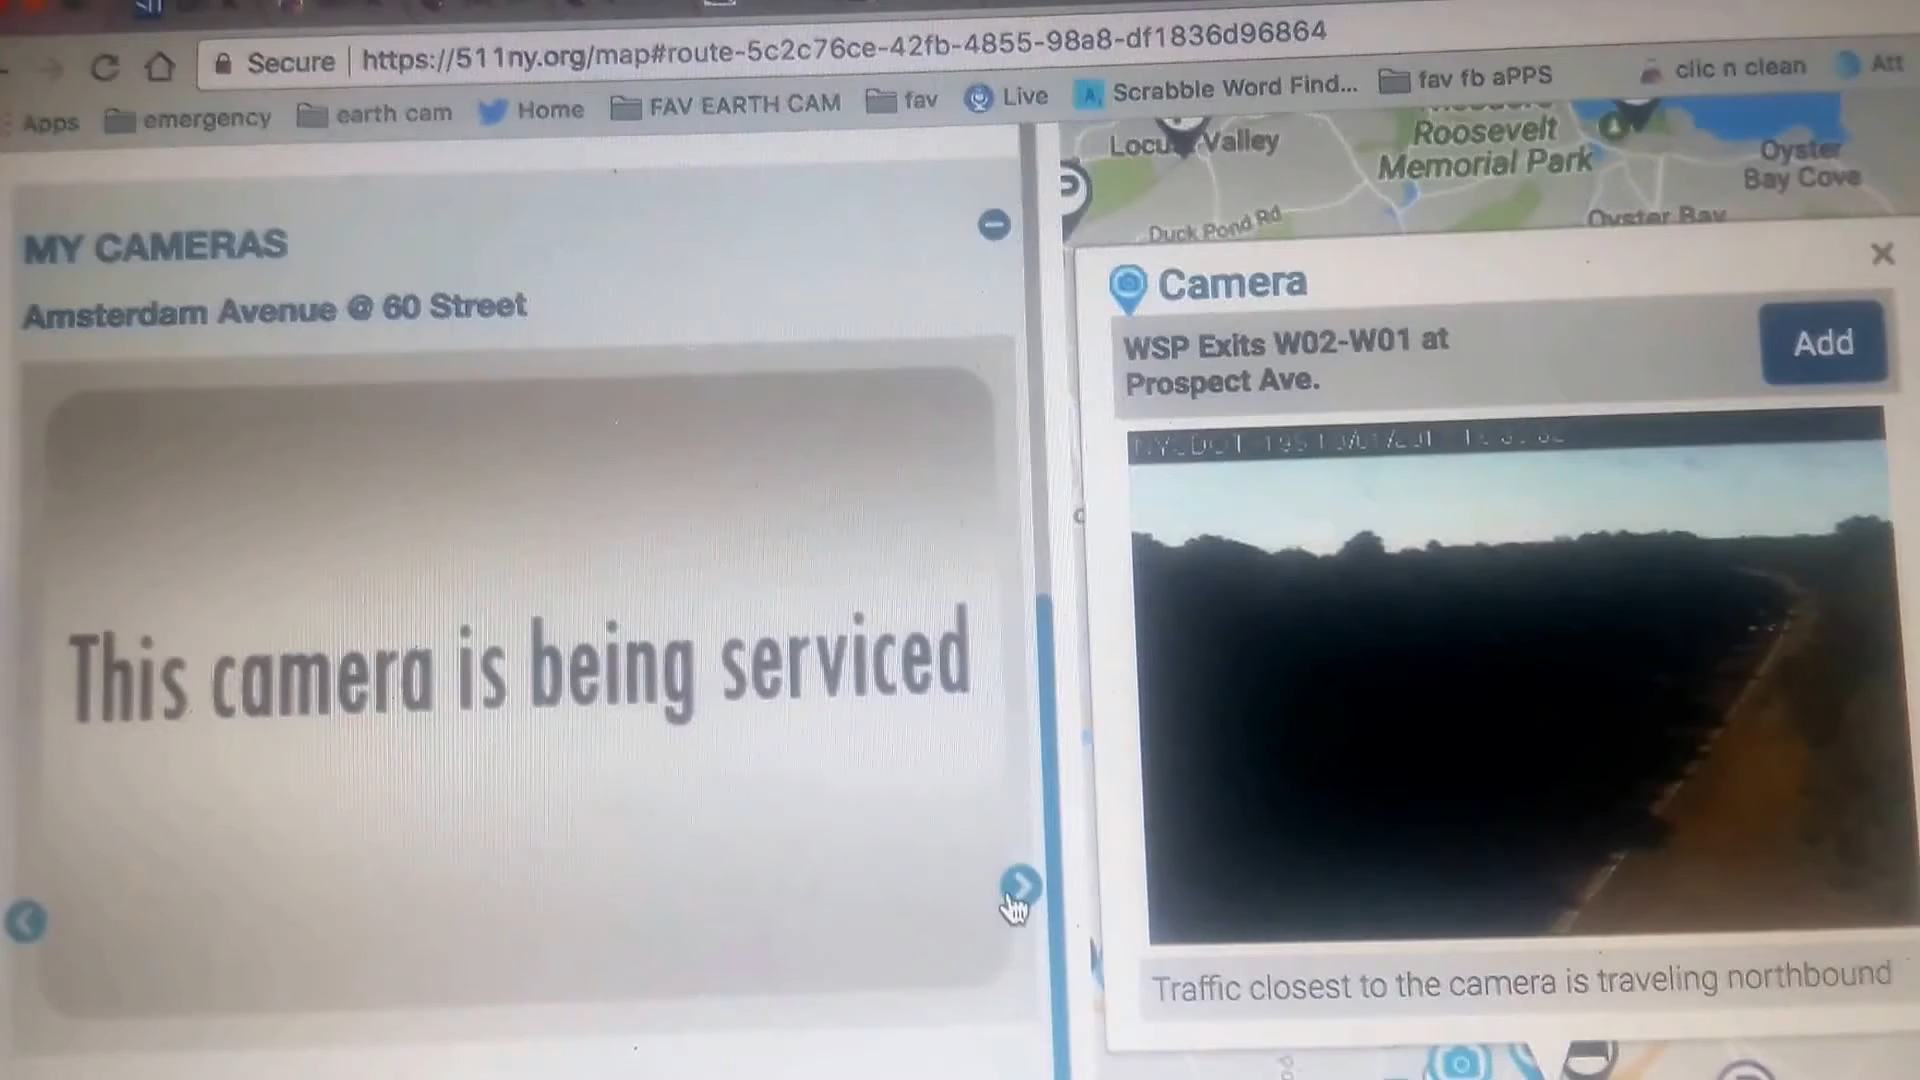 Secure | https://511ny.org/map#route-5c2c76ce-42fb-4855-98a8-df1836d96864
Apps emergency earth cam Home FAV EARTH CAM fav Live Scrabble Word Find... fav fb aPPS clic n clean Att
Valley
Roosevelt
Memorial Park
Oyster
Bay Cove
Duck Pond Rd
Oyster Bay
MY CAMERAS
Amsterdam Avenue @ 60 Street
This camera is being serviced
Camera
WSP Exits W02-W01 at
Prospect Ave.
Add
Traffic closest to the camera is traveling northbound